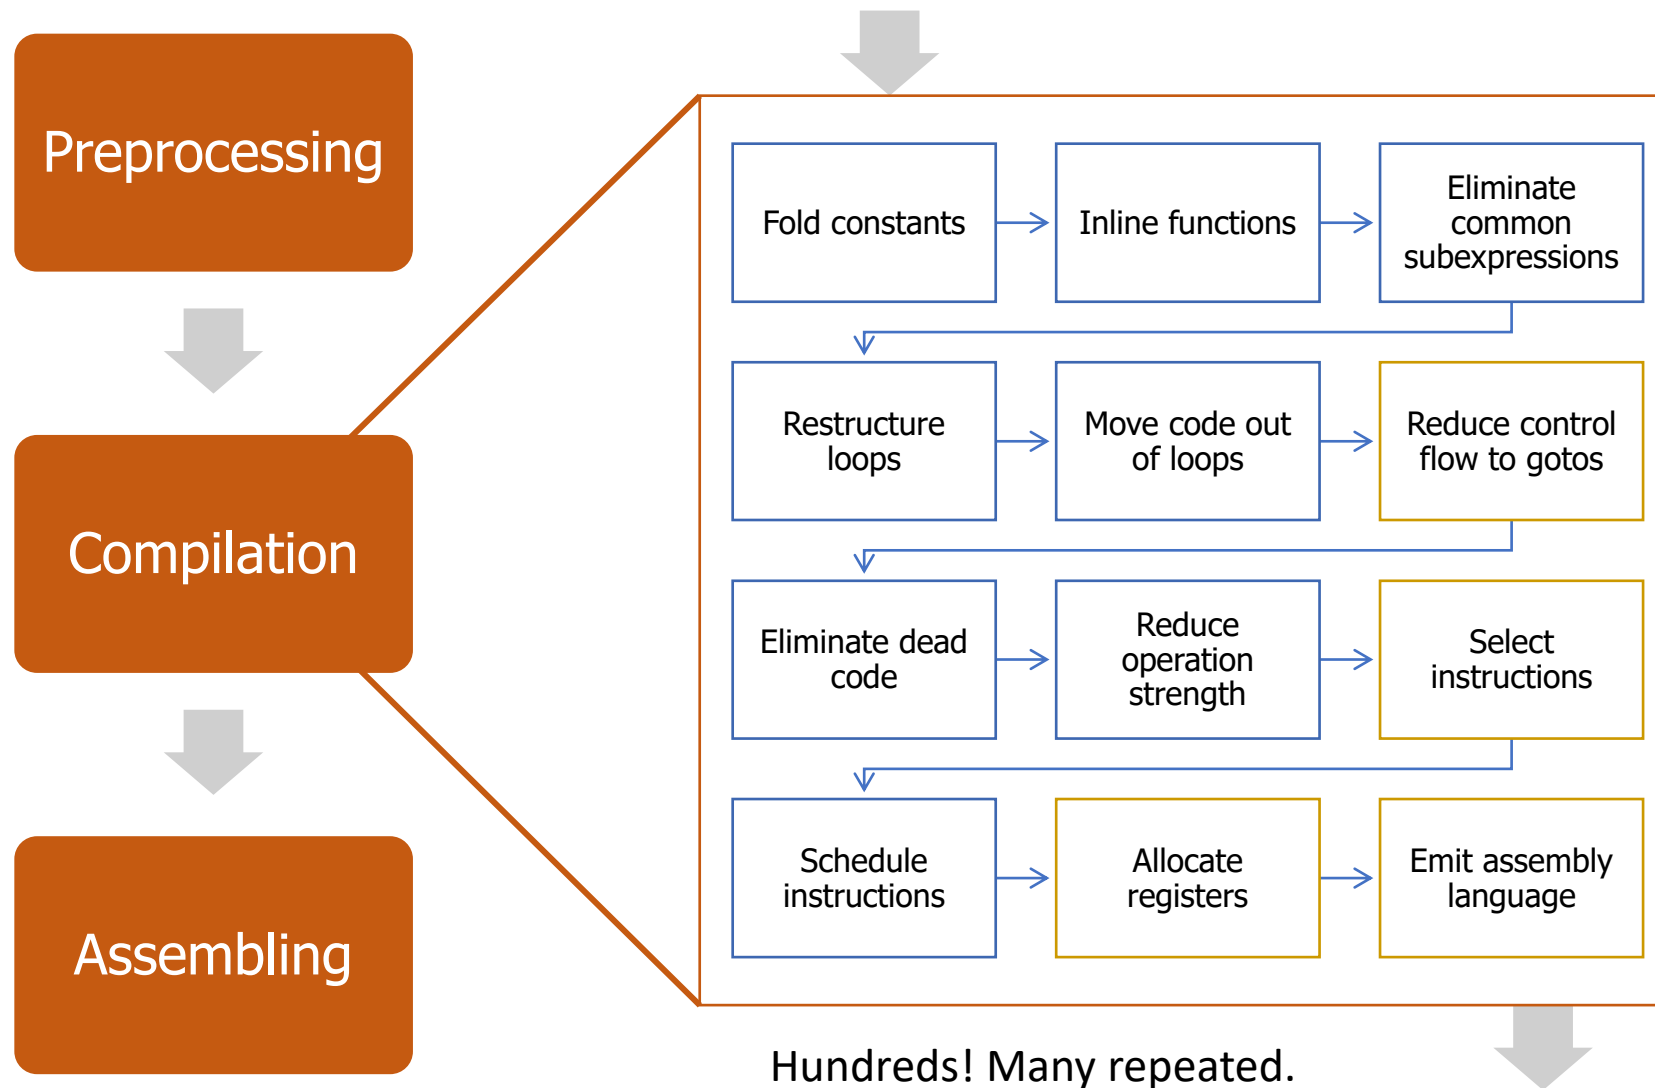 Preprocessing
Compilation
Assembling
Fold constants
Inline functions
Eliminate
common
subexpressions
Restructure
loops
Move code out
of loops
Reduce control
flow to gotos
Eliminate dead
code
Reduce
operation
strength
Select
instructions
Schedule
instructions
Allocate
registers
Emit assembly
language
Hundreds! Many repeated.